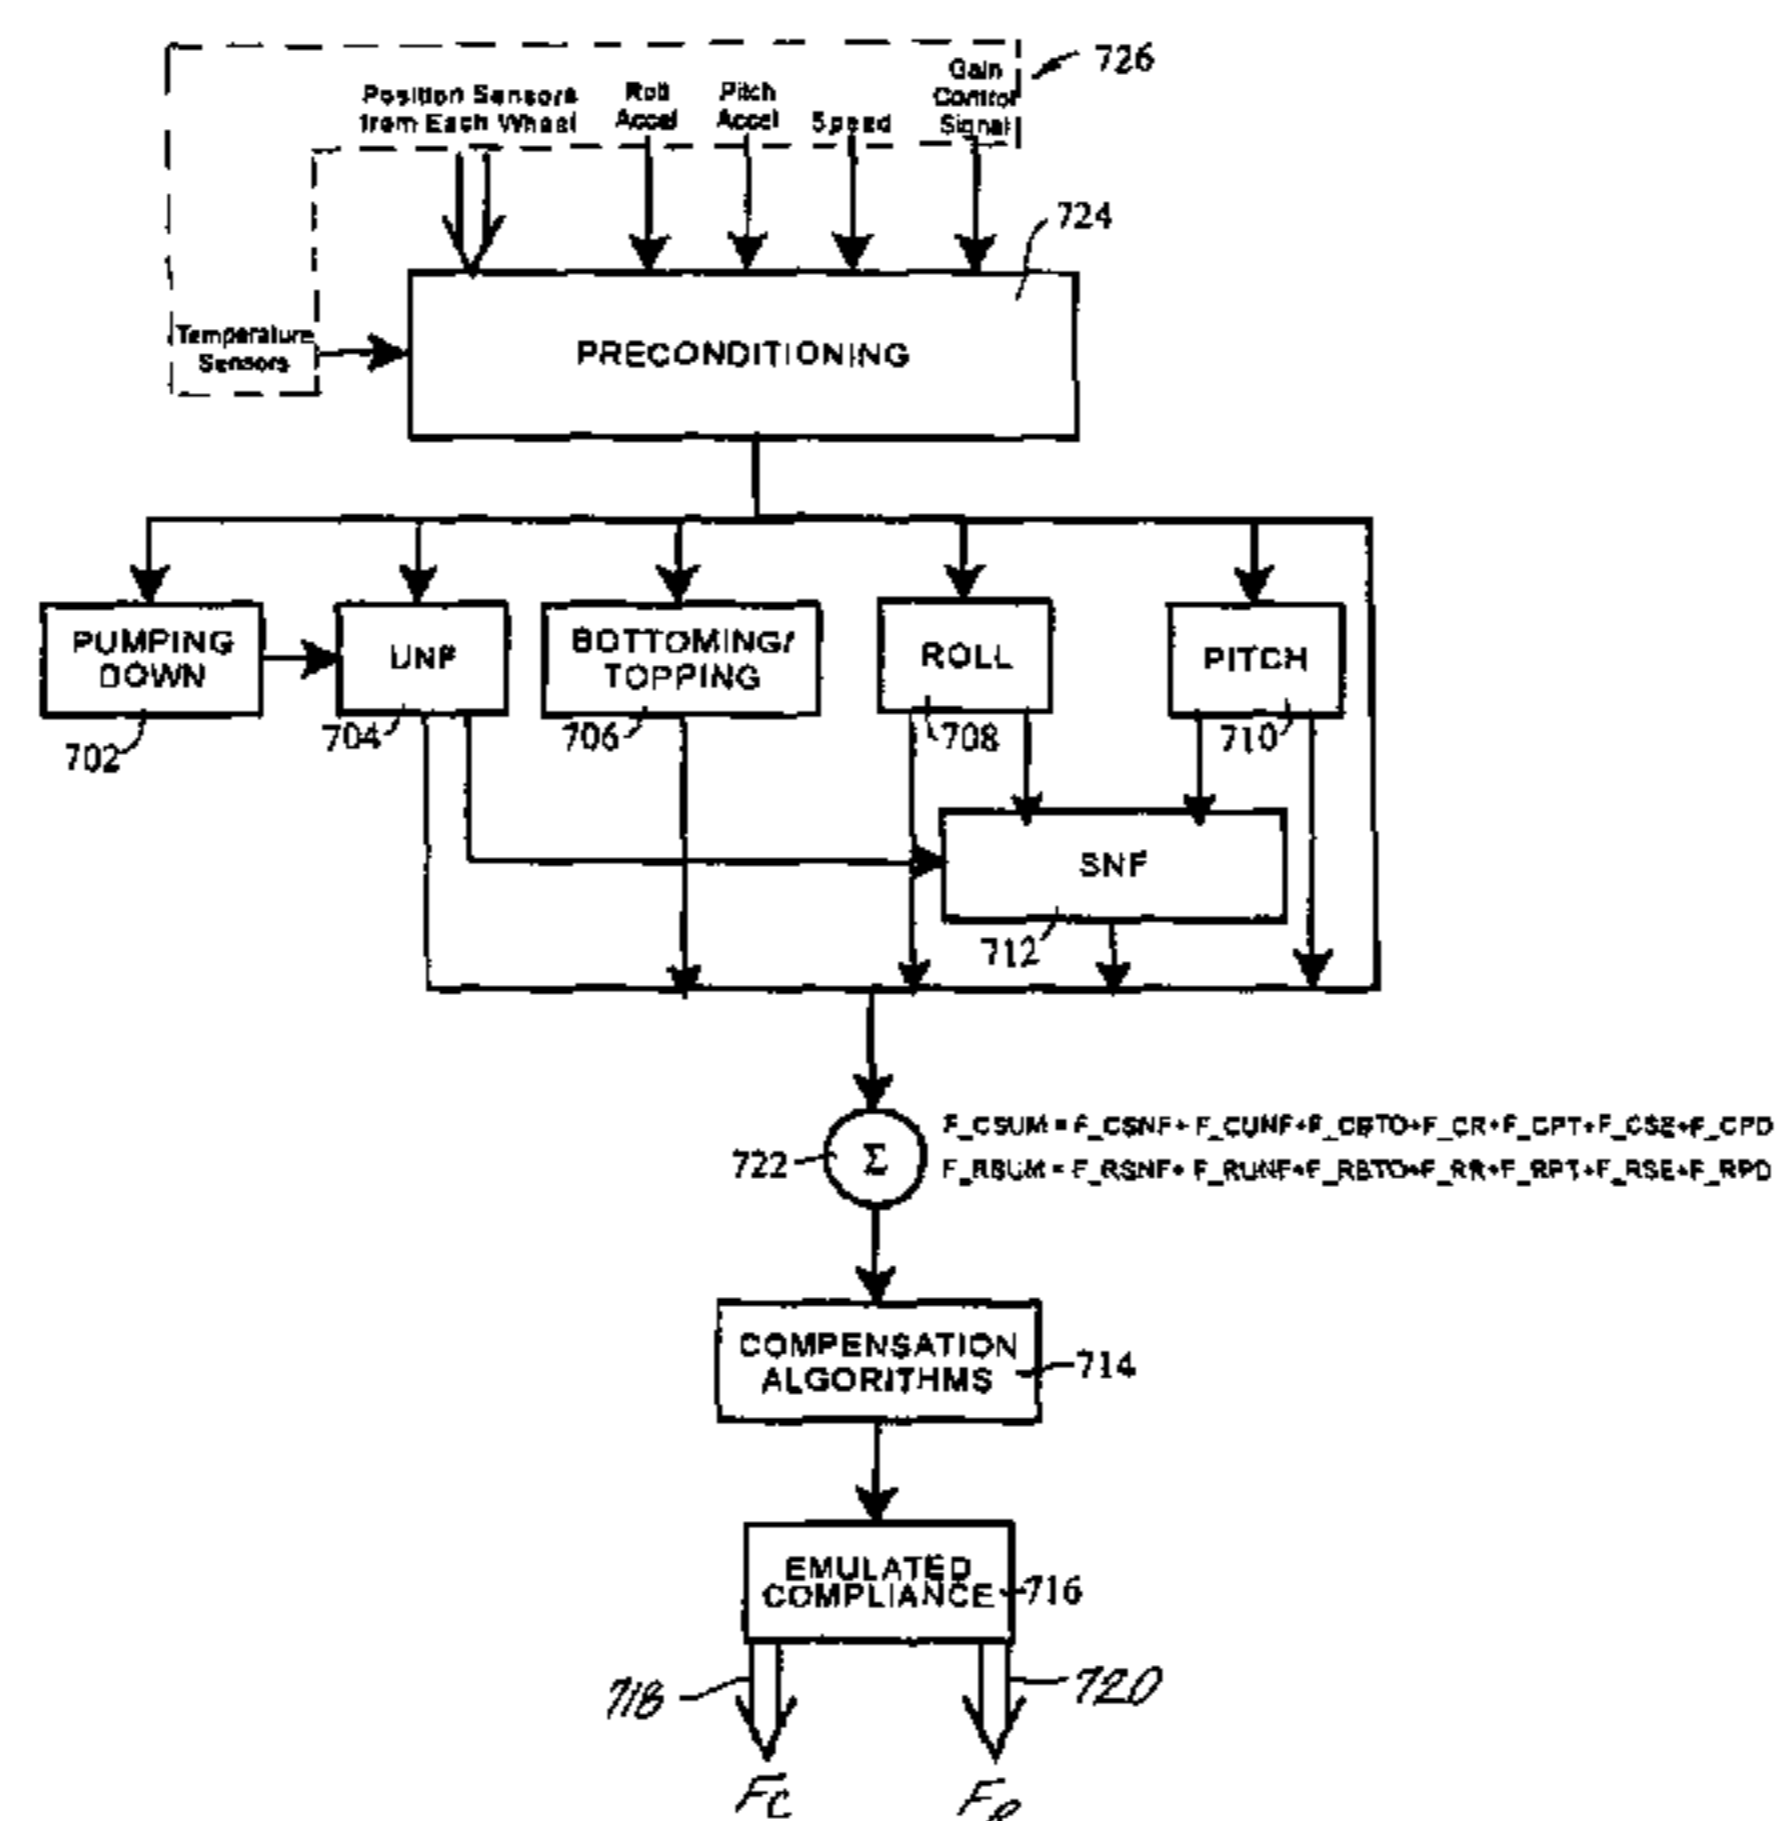 726
Gain
Control
Signal
Position Sensors
from Each Wheel
Roll
Accel
Pitch
Accel
Speed
724
Temperature
Sensors
PRECONDITIONING
PUMPING
DOWN
UNF
BOTTOMING/
TOPPING
ROLL
PITCH
702
704
706
708
710
SNF
712
722
Σ
F_CSUM = F_CSNF+ F_CUNF+F_CBTO+F_CR+F_CPT+F_CSE+F_CPD
F_RSUM = F_RSNF+ F_RUNF+F_RBTO+F_RR+F_RPT+F_RSE+F_RPD
COMPENSATION
ALGORITHMS
714
EMULATED
COMPLIANCE
716
718
720
FC